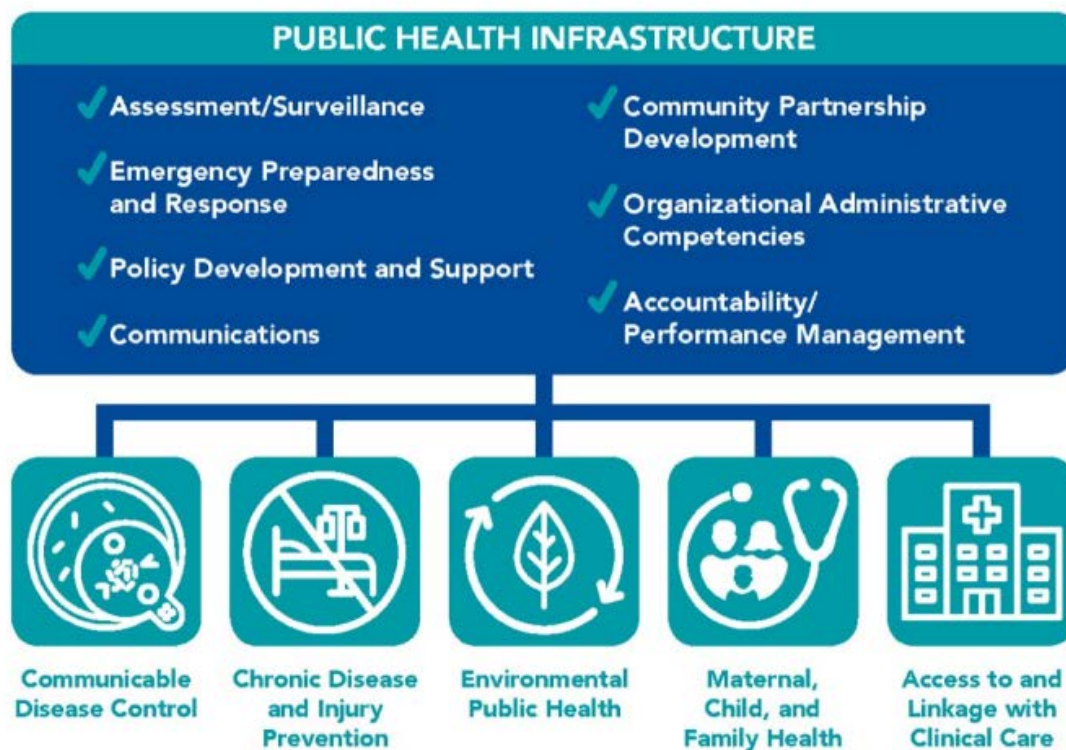 PUBLIC HEALTH INFRASTRUCTURE
Assessment/Surveillance
Emergency Preparedness
and Response
Policy Development and Support
Communications
Community Partnership
Development
Organizational Administrative
Competencies
Accountability/
Performance Management
Communicable
Disease Control
Chronic Disease
and Injury
Prevention
Environmental
Public Health
Maternal,
Child, and
Family Health
Access to and
Linkage with
Clinical Care